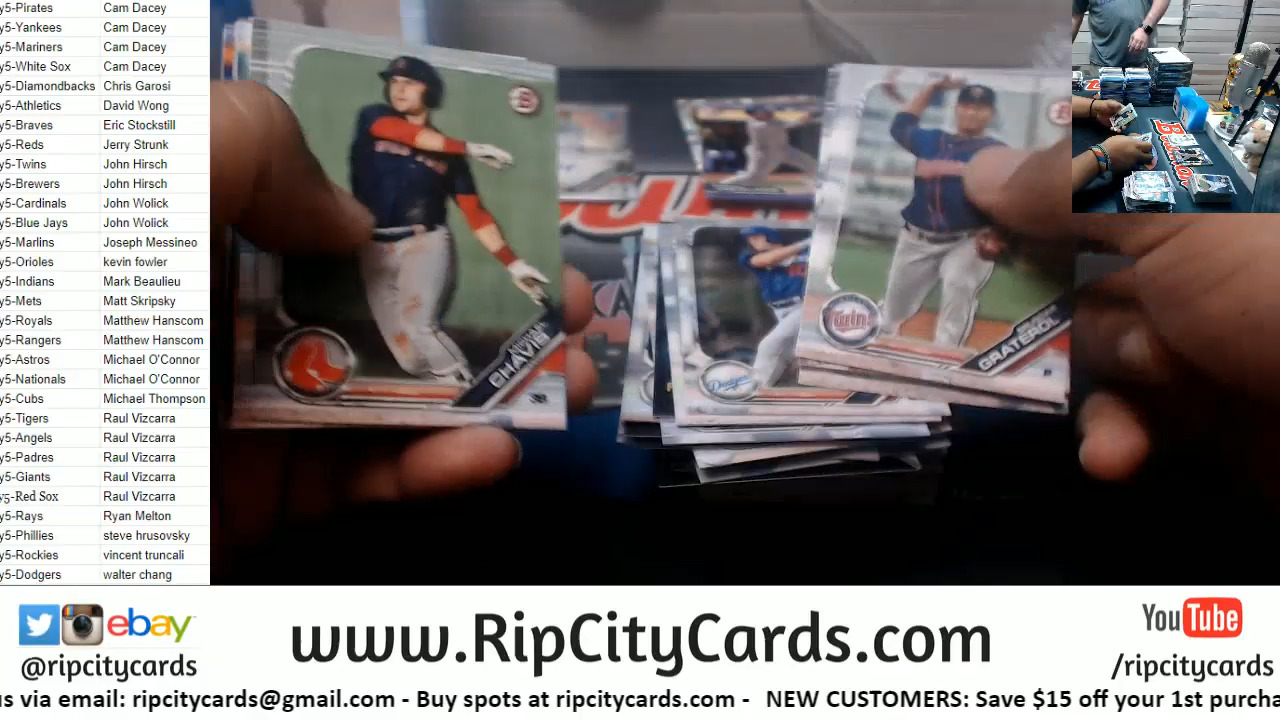 y5-Pirates Cam Dacey
y5-Yankees Cam Dacey
y5-Mariners Cam Dacey
y5-White Sox Cam Dacey
y5-Diamondbacks Chris Garosi
y5-Athletics David Wong
y5-Braves Eric Stockstill
y5-Reds Jerry Strunk
y5-Twins John Hirsch
y5-Brewers John Hirsch
y5-Cardinals John Wolick
y5-Blue Jays John Wolick
y5-Marlins Joseph Messineo
y5-Orioles kevin fowler
y5-Indians Mark Beaulieu
y5-Mets Matt Skripsky
y5-Royals Matthew Hanscom
y5-Rangers Matthew Hanscom
y5-Astros Michael O'Connor
y5-Nationals Michael O'Connor
y5-Cubs Michael Thompson
y5-Tigers Raul Vizcarra
y5-Angels Raul Vizcarra
y5-Padres Raul Vizcarra
y5-Giants Raul Vizcarra
y5-Red Sox Raul Vizcarra
y5-Rays Ryan Melton
y5-Phillies steve hrusovsky
y5-Rockies vincent truncali
y5-Dodgers walter chang
CHAVIS
Dodgers
Twins
GRATEROL
ebay
@ripcitycards
www.RipCityCards.com
YouTube
/ripcitycards
us via email: ripcitycards@gmail.com - Buy spots at ripcitycards.com - NEW CUSTOMERS: Save $15 off your 1st purcha